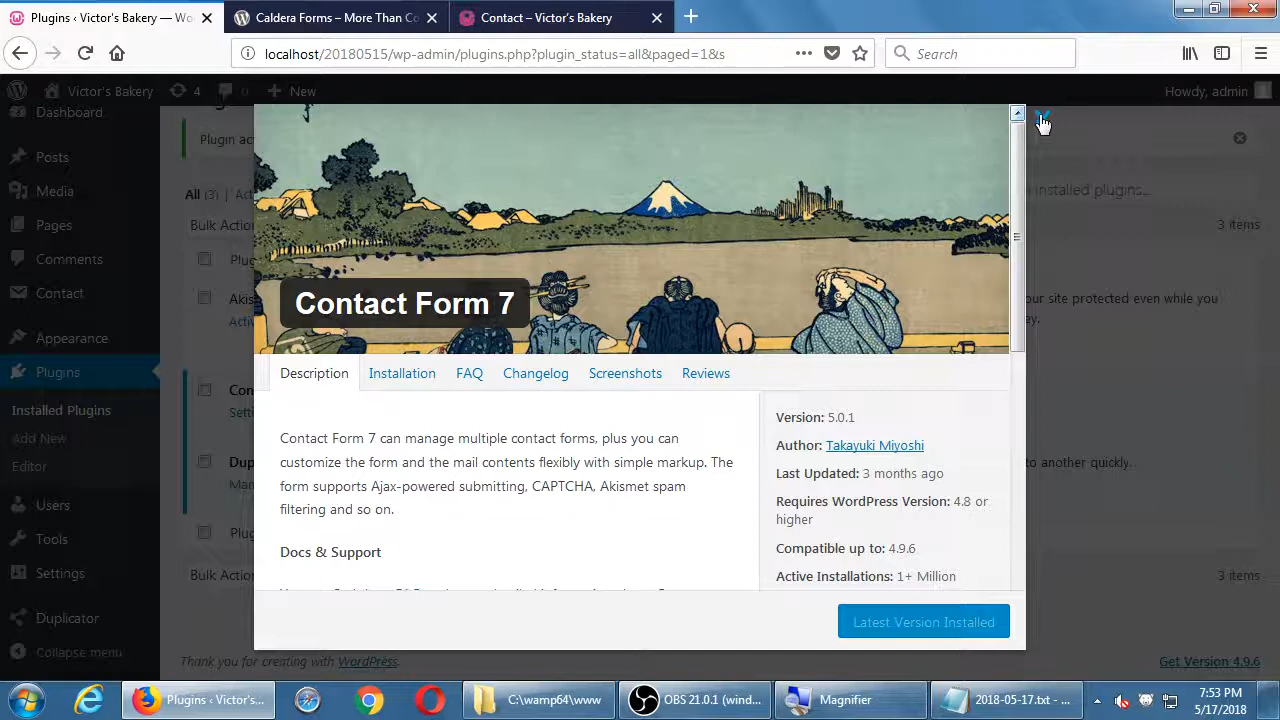 Plugins ‹ Victor's Bakery — Wo
Caldera Forms – More Than Co
Contact – Victor's Bakery
localhost/20180515/wp-admin/plugins.php?plugin_status=all&paged=1&s
Search
Victor's Bakery
4
0
New
Howdy, admin
Dashboard
Posts
Media
Pages
Comments
Contact
Appearance
Plugins
Installed Plugins
Add New
Editor
Users
Tools
Settings
Duplicator
Collapse menu
Plugin ac
All (3) | Act
installed plugins...
Bulk Actio
3 items
Plug
Akis
Activ
our site protected even while you
Con
Setti
Dup
Man
to another quickly.
Plug
Bulk Actio
3 items
Thank you for creating with WordPress.
Get Version 4.9.6
Contact Form 7
Description
Installation
FAQ
Changelog
Screenshots
Reviews
Contact Form 7 can manage multiple contact forms, plus you can
customize the form and the mail contents flexibly with simple markup. The
form supports Ajax-powered submitting, CAPTCHA, Akismet spam
filtering and so on.
Docs & Support
Version: 5.0.1
Author: Takayuki Miyoshi
Last Updated: 3 months ago
Requires WordPress Version: 4.8 or
higher
Compatible up to: 4.9.6
Active Installations: 1+ Million
Latest Version Installed
Plugins ‹ Victor's...
C:\wamp64\www
OBS 21.0.1 (wind...
Magnifier
2018-05-17.txt - ...
7:53 PM
5/17/2018